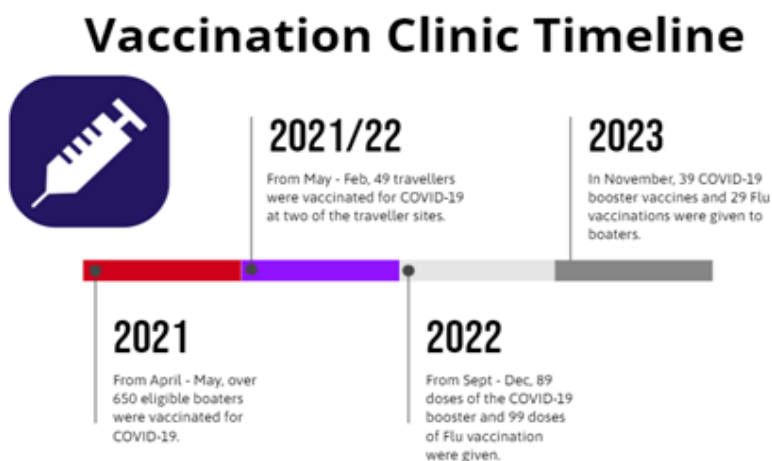 Vaccination Clinic Timeline
2021/22
From May - Feb, 49 travellers
were vaccinated for COVID-19
at two of the traveller sites.
2023
In November, 39 COVID-19
booster vaccines and 29 Flu
vaccinations were given to
boaters.
2021
From April - May, over
650 eligible boaters
were vaccinated for
COVID-19.
2022
From Sept - Dec, 89
doses of the COVID-19
booster and 99 doses
of Flu vaccination
were given.